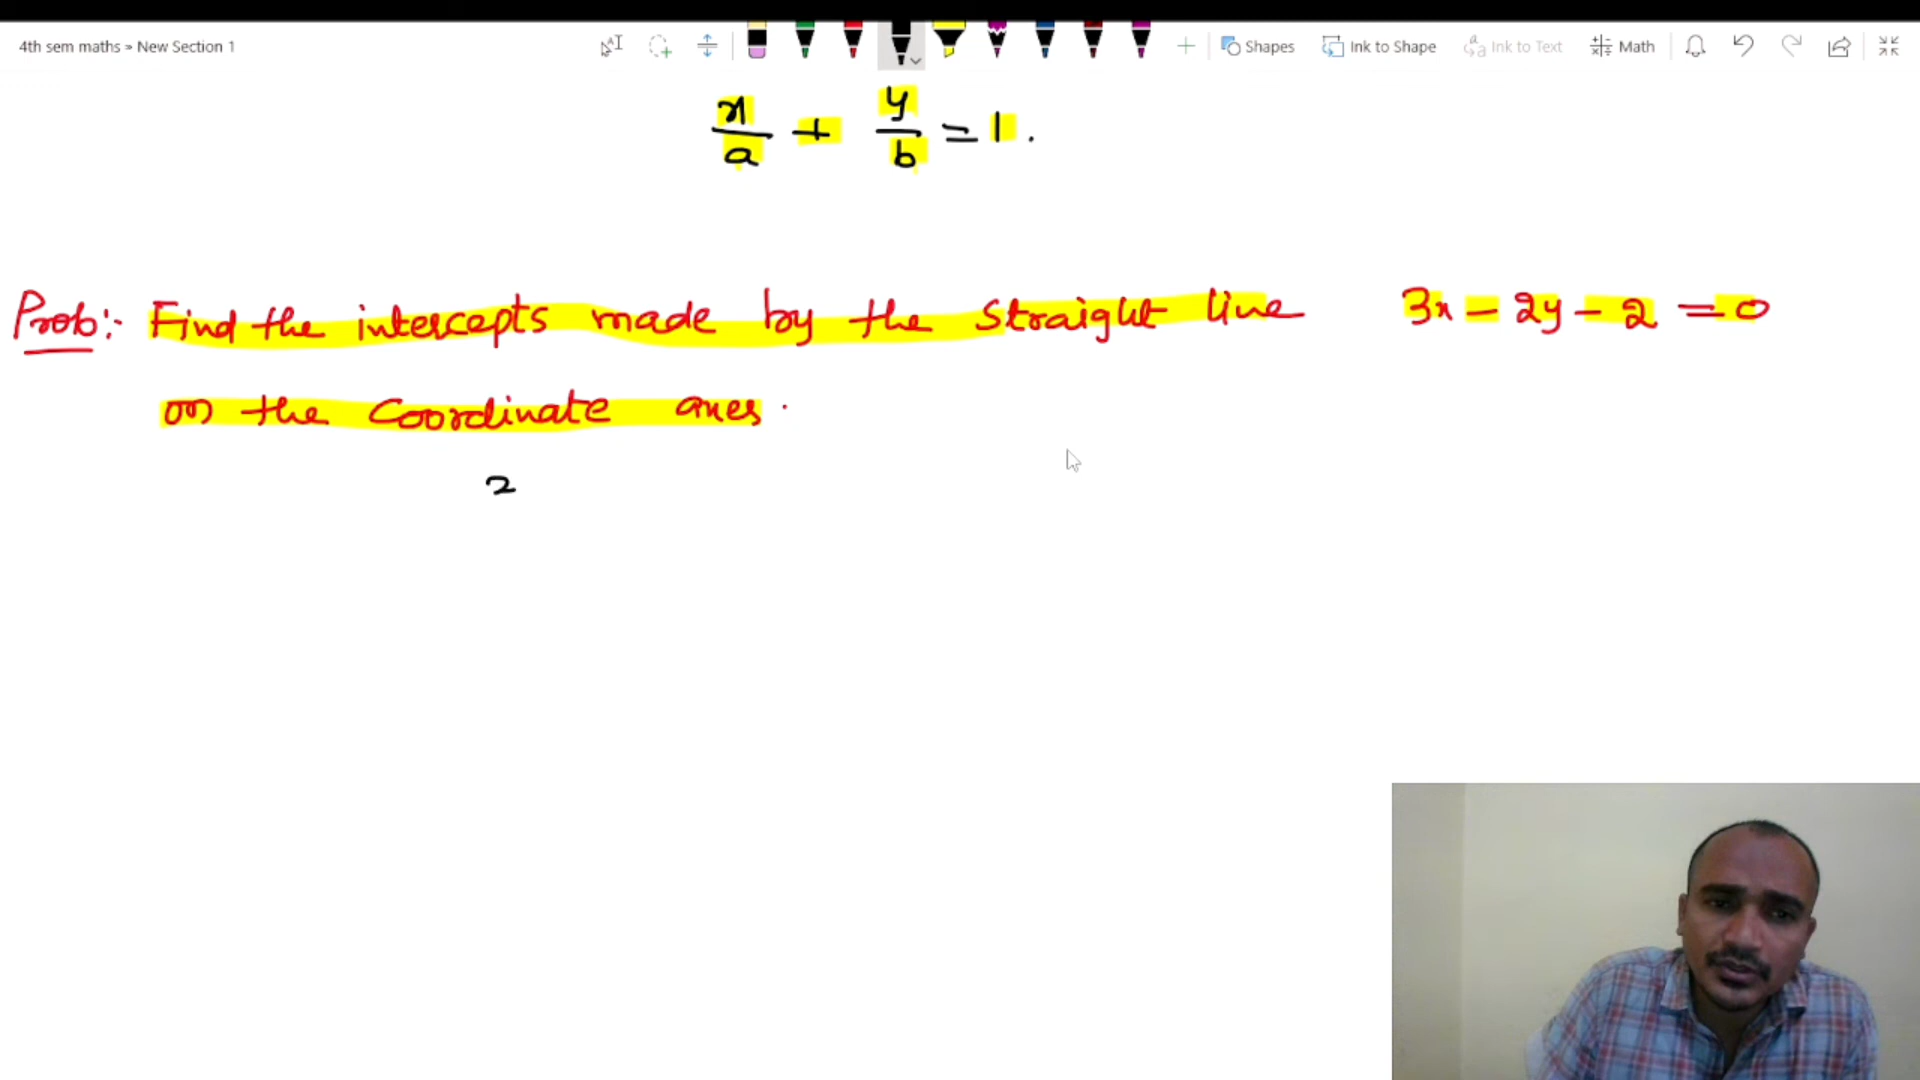 4th sem maths » New Section 1
Shapes Ink to Shape Ink to Text Math
x/a + y/b = 1.
Prob:- Find the intercepts made by the straight line 3x - 2y - 2 = 0
on the coordinate axes.
2